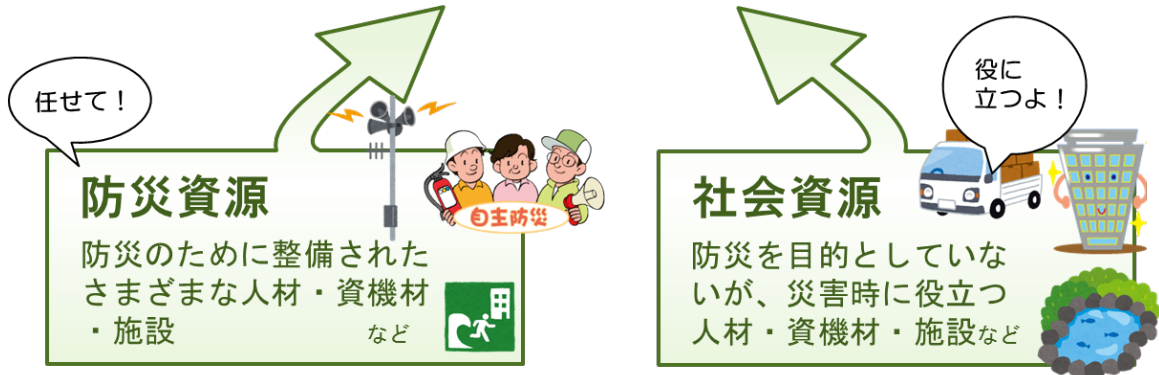 任せて！
防災資源
防災のために整備された
さまざまな人材・資機材
・施設 など
自主防災
役に
立つよ！
社会資源
防災を目的としていな
いが、災害時に役立つ
人材・資機材・施設など